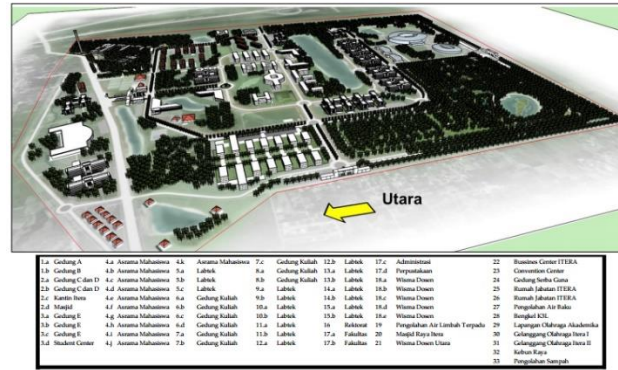 Utara
1.a Gedung A 4.a Asrama Mahasiswa 4.k Asrama Mahasiswa 7.c Gedung Kuliah 12.b Labtek 17.c Administrasi 22 Bussines Center ITERA
1.b Gedung B 4.b Asrama Mahasiswa 5.a Labtek 8.a Gedung Kuliah 13.a Labtek 17.d Perpustakaan 23 Convention Center
2.a Gedung C dan D 4.c Asrama Mahasiswa 5.b Labtek 8.b Gedung Kuliah 13.b Labtek 18.a Wisma Dosen 24 Gedung Serba Guna
2.b Gedung C dan D 4.d Asrama Mahasiswa 5.c Labtek 9.a Labtek 14.a Labtek 18.b Wisma Dosen 25 Rumah Jabatan ITERA
2.c Kantin Itera 4.e Asrama Mahasiswa 6.a Gedung Kuliah 9.b Labtek 14.b Labtek 18.c Wisma Dosen 26 Rumah Jabatan ITERA
2.d Masjid 4.f Asrama Mahasiswa 6.b Gedung Kuliah 10.a Labtek 15.a Labtek 18.d Wisma Dosen 27 Pengolahan Air Baku
3.a Gedung E 4.g Asrama Mahasiswa 6.c Gedung Kuliah 10.b Labtek 15.b Labtek 18.e Wisma Dosen 28 Bengkel K3L
3.b Gedung E 4.h Asrama Mahasiswa 6.d Gedung Kuliah 11.a Labtek 16 Rektorat 19 Pengolahan Air Limbah Terpadu 29 Lapangan Olahraga Akademika
3.c Gedung E 4.i Asrama Mahasiswa 7.a Gedung Kuliah 11.b Labtek 17.a Fakultas 20 Masjid Raya Itera 30 Gelanggang Olahraga Itera I
3.d Student Center 4.j Asrama Mahasiswa 7.b Gedung Kuliah 12.a Labtek 17.b Fakultas 21 Wisma Dosen Utara 31 Gelanggang Olahraga Itera II
32 Kebun Raya
33 Pengolahan Sampah